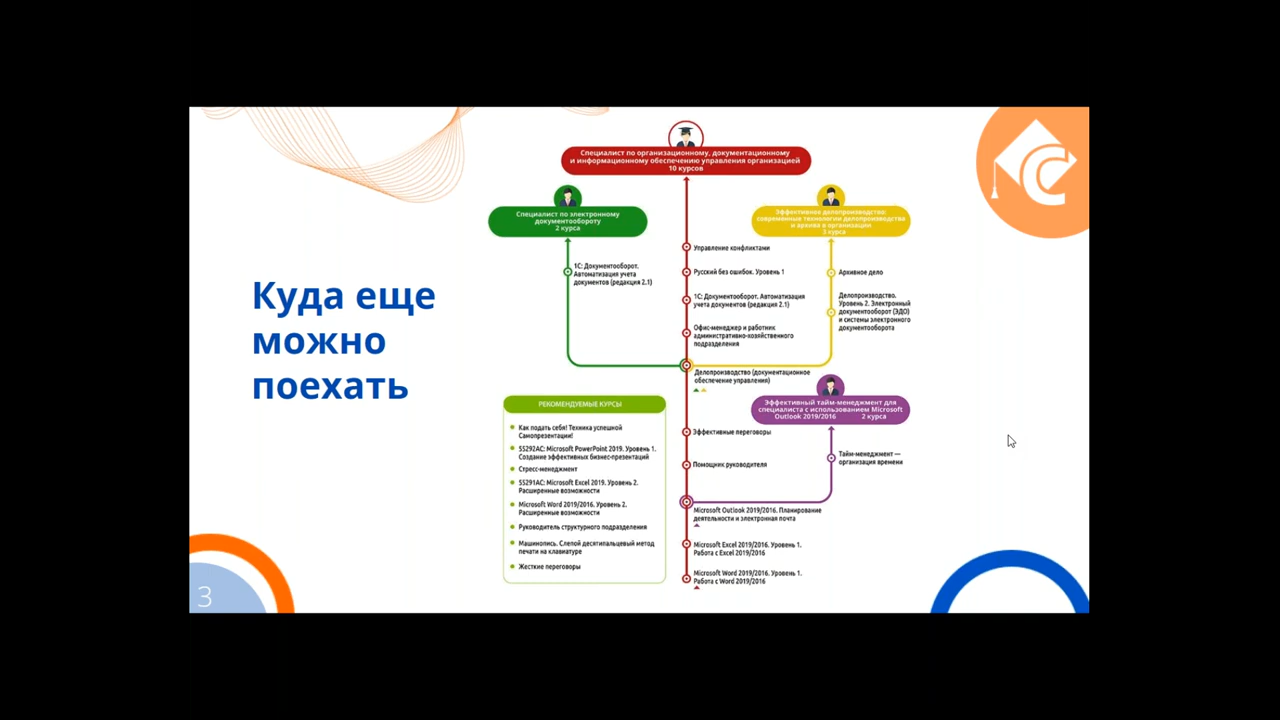 Специалист по организационному, документационному
и информационному обеспечению управления организацией
10 курсов
Специалист по электронному
документообороту
2 курса
Эффективное делопроизводство:
современные технологии делопроизводства
и архива в организации
3 курса
Управление конфликтами
1С: Документооборот.
Автоматизация учета
документов (редакция 2.1)
Русский без ошибок. Уровень 1
Архивное дело
1С: Документооборот. Автоматизация
учета документов (редакция 2.1)
Делопроизводство.
Уровень 2. Электронный
документооборот (ЭДО)
и системы электронного
документооборота
Офис-менеджер и работник
административно-хозяйственного
подразделения
Куда еще
можно
поехать
Делопроизводство (документационное
обеспечение управления)
Эффективный тайм-менеджмент для
специалиста с использованием Microsoft
Outlook 2019/2016 2 курса
Эффективные переговоры
Тайм-менеджмент —
организация времени
Помощник руководителя
Microsoft Outlook 2019/2016. Планирование
деятельности и электронная почта
Microsoft Excel 2019/2016. Уровень 1.
Работа с Excel 2019/2016
Microsoft Word 2019/2016. Уровень 1.
Работа с Word 2019/2016
РЕКОМЕНДУЕМЫЕ КУРСЫ
Как подать себя! Техника успешной
Самопрезентации!
55292AC: Microsoft PowerPoint 2019. Уровень 1.
Создание эффективных бизнес-презентаций
Стресс-менеджмент
55291AC: Microsoft Excel 2019. Уровень 2.
Расширенные возможности
Microsoft Word 2019/2016. Уровень 2.
Расширенные возможности
Руководитель структурного подразделения
Машинопись. Слепой десятипальцевый метод
печати на клавиатуре
Жесткие переговоры
3